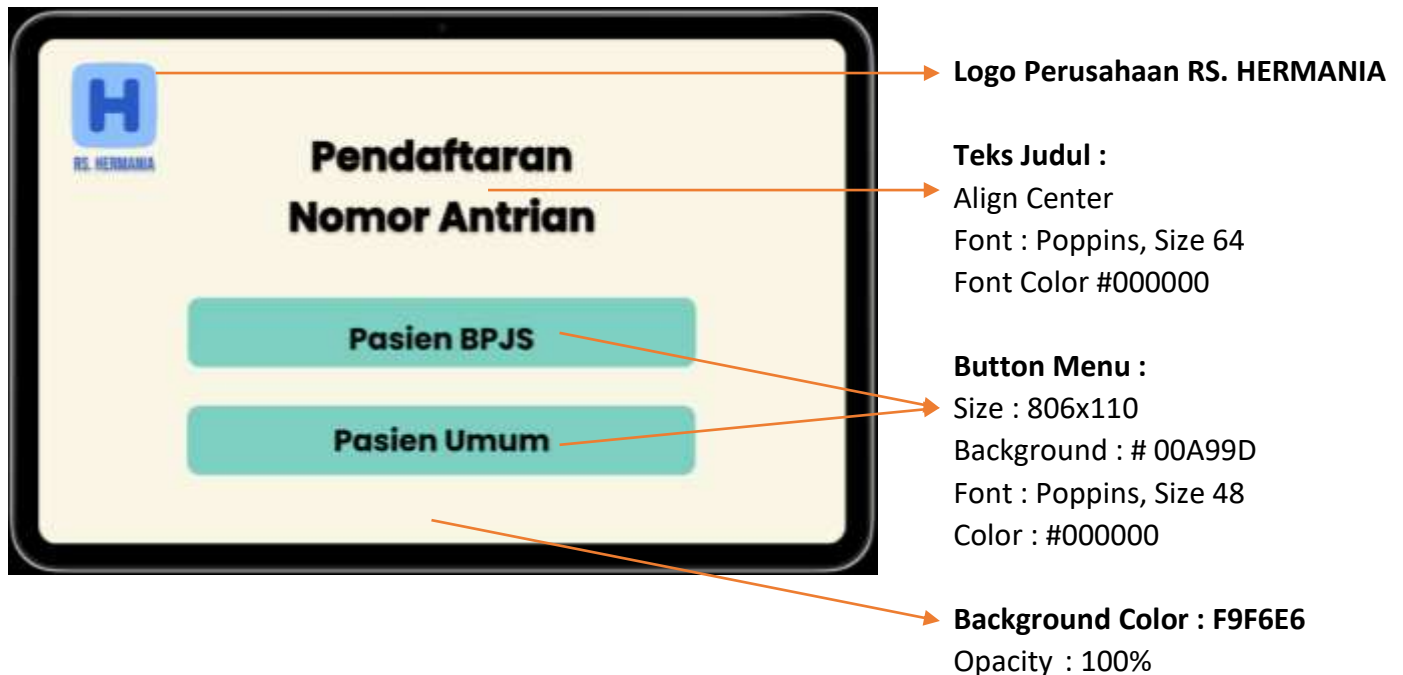 H
RS. HERMANIA
Pendaftaran
Nomor Antrian
Pasien BPJS
Pasien Umum
Logo Perusahaan RS. HERMANIA
Teks Judul :
Align Center
Font : Poppins, Size 64
Font Color #000000
Button Menu :
Size : 806x110
Background : # 00A99D
Font : Poppins, Size 48
Color : #000000
Background Color : F9F6E6
Opacity : 100%